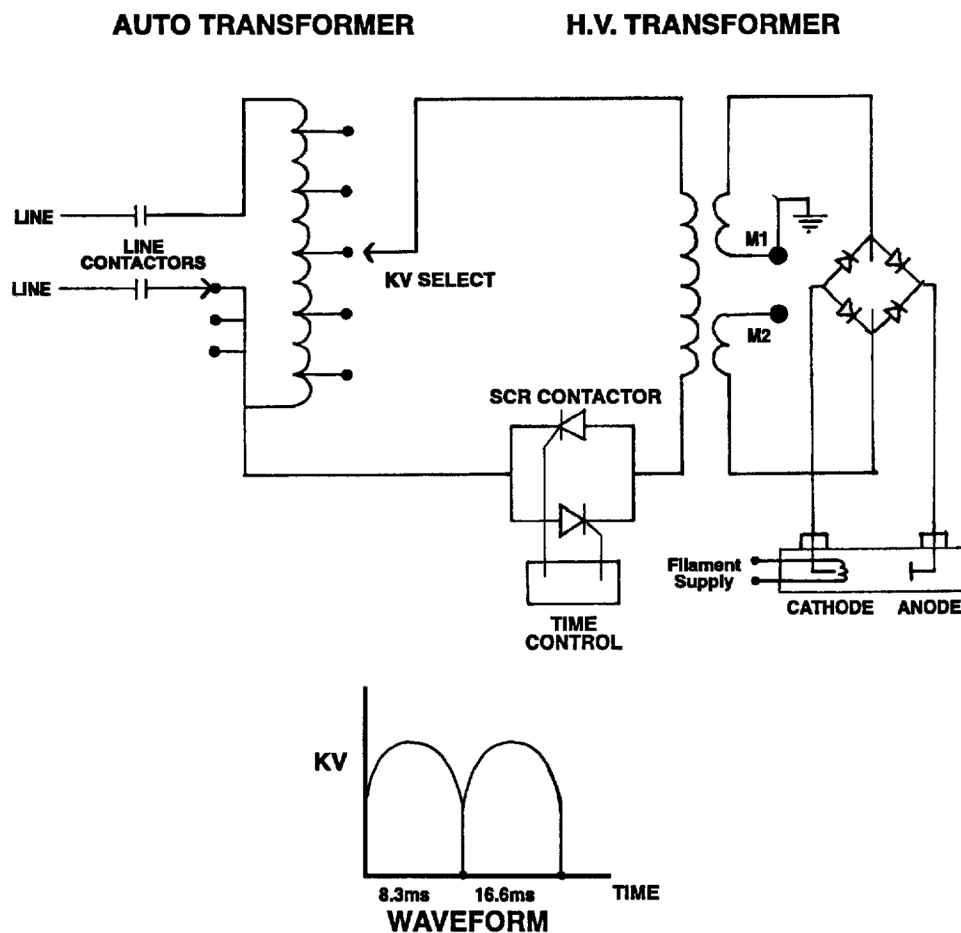 AUTO TRANSFORMER
H.V. TRANSFORMER
LINE
LINE
CONTACTORS
LINE
KV SELECT
M1
M2
SCR CONTACTOR
Filament
Supply
CATHODE
ANODE
TIME
CONTROL
KV
8.3ms
16.6ms
TIME
WAVEFORM